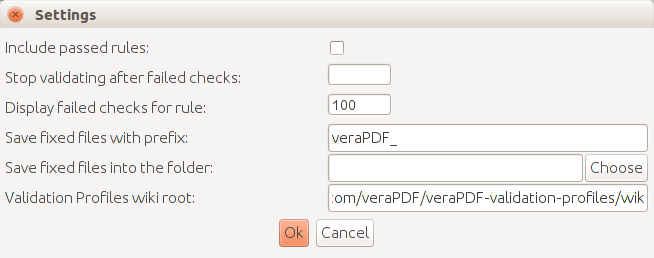 Settings
Include passed rules:
Stop validating after failed checks:
Display failed checks for rule: 100
Save fixed files with prefix: veraPDF_
Save fixed files into the folder: Choose
Validation Profiles wiki root: :om/veraPDF/veraPDF-validation-profiles/wik
Ok Cancel